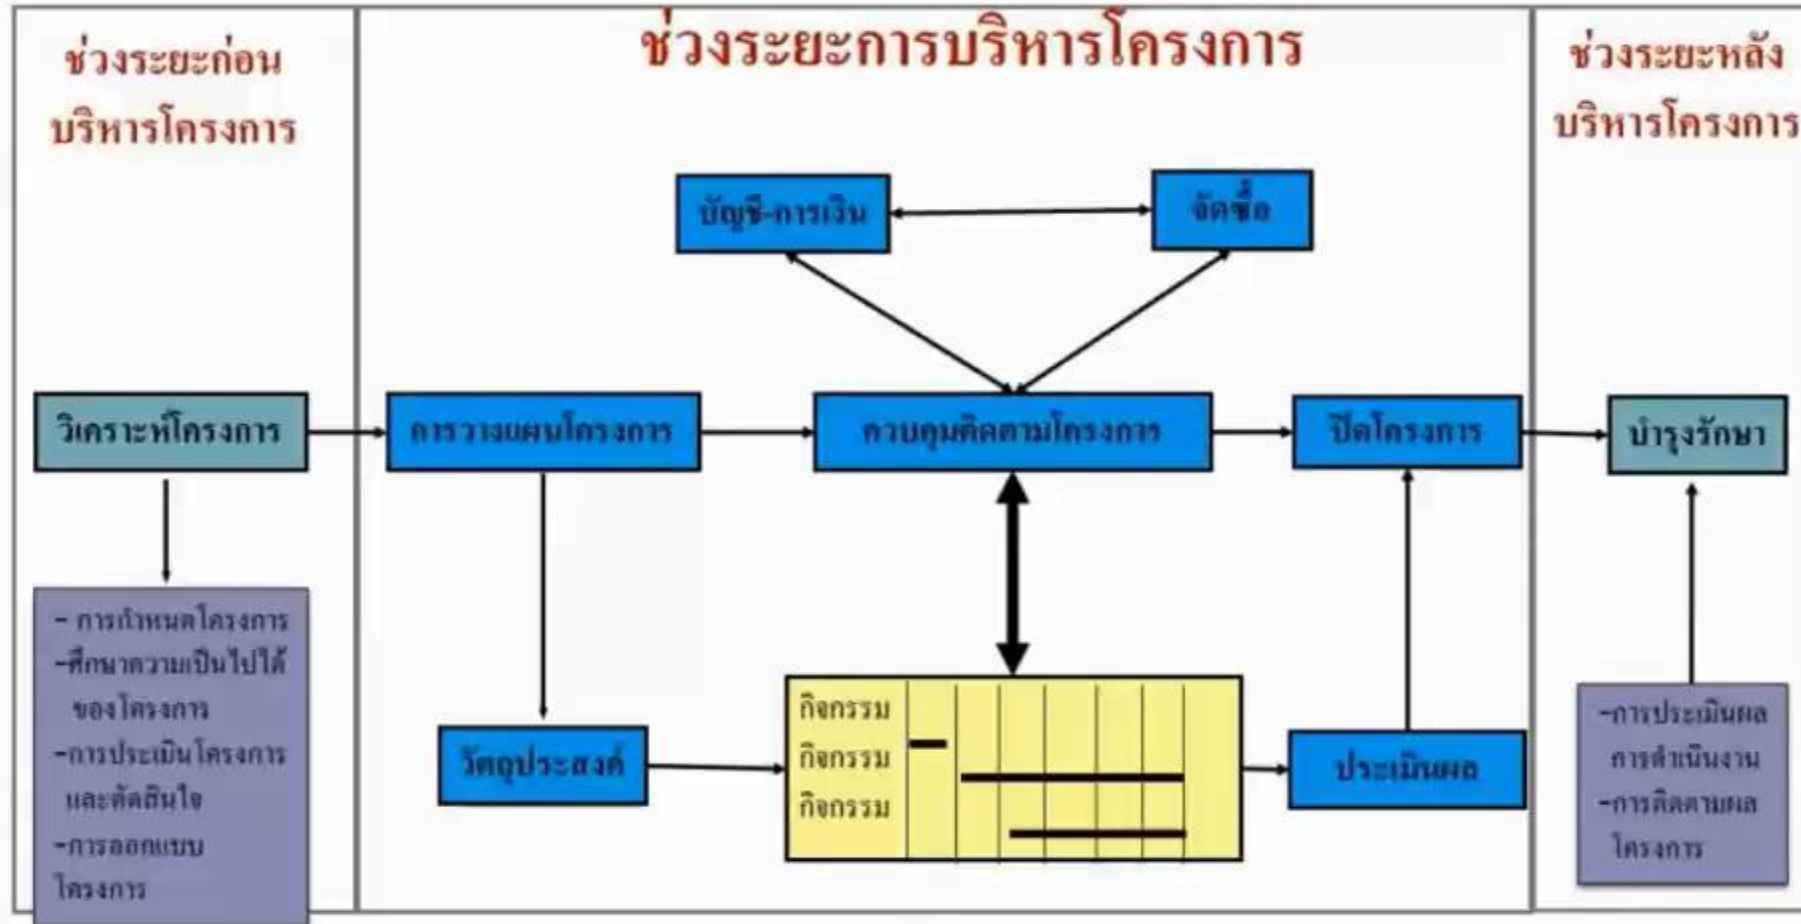 ช่วงระยะก่อน
บริหารโครงการ
ช่วงระยะการบริหารโครงการ
ช่วงระยะหลัง
บริหารโครงการ
บัญชี-การเงิน
จัดซื้อ
วิเคราะห์โครงการ
การวางแผนโครงการ
ควบคุมติดตามโครงการ
ปิดโครงการ
บำรุงรักษา
- การกำหนดโครงการ
-ศึกษาความเป็นไปได้
ของโครงการ
-การประเมินโครงการ
และตัดสินใจ
-การออกแบบ
โครงการ
วัตถุประสงค์
กิจกรรม
กิจกรรม
กิจกรรม
ประเมินผล
-การประเมินผล
การดำเนินงาน
-การติดตามผล
โครงการ